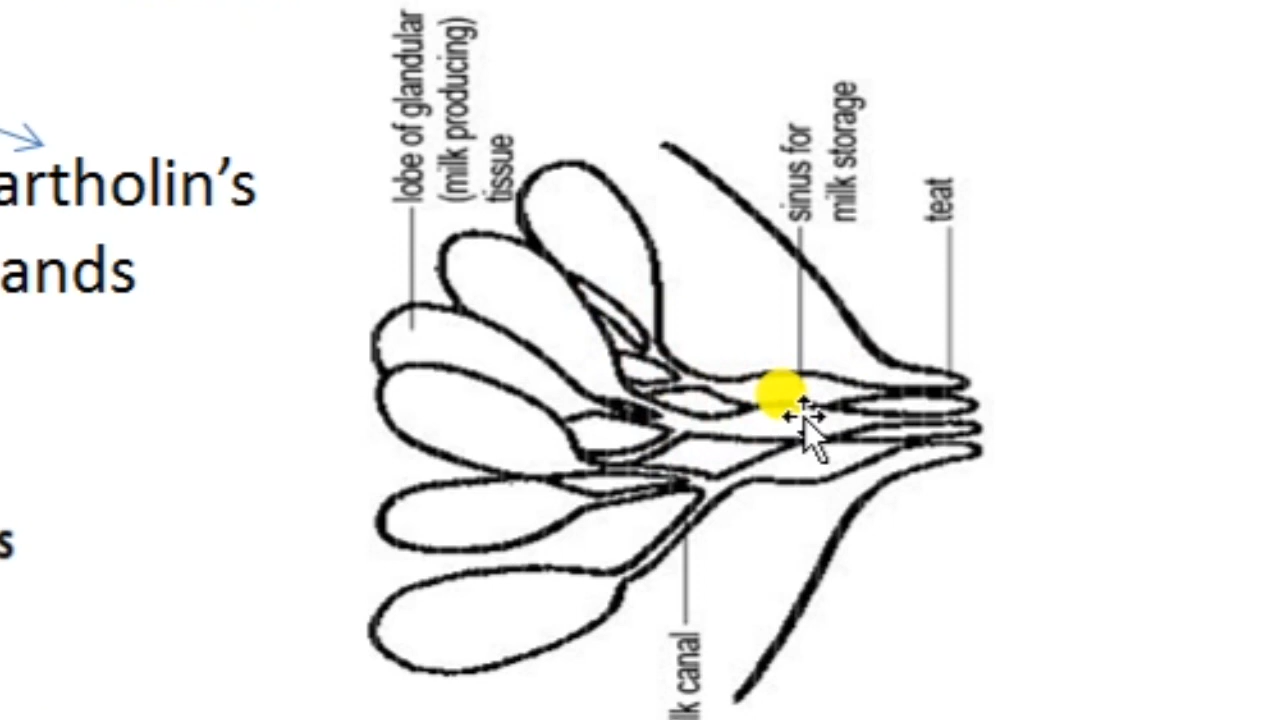 artholin's
ands
s
lobe of glandular
(milk producing)
tissue
sinus for
milk storage
teat
lk canal